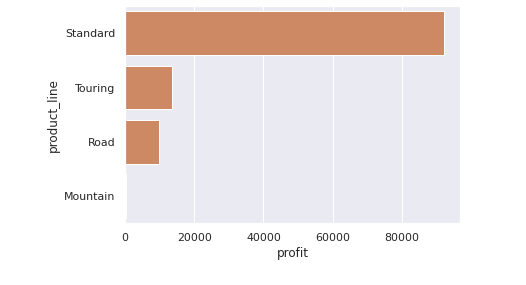 Standard
Touring
Road
Mountain
product_line
0 20000 40000 60000 80000
profit